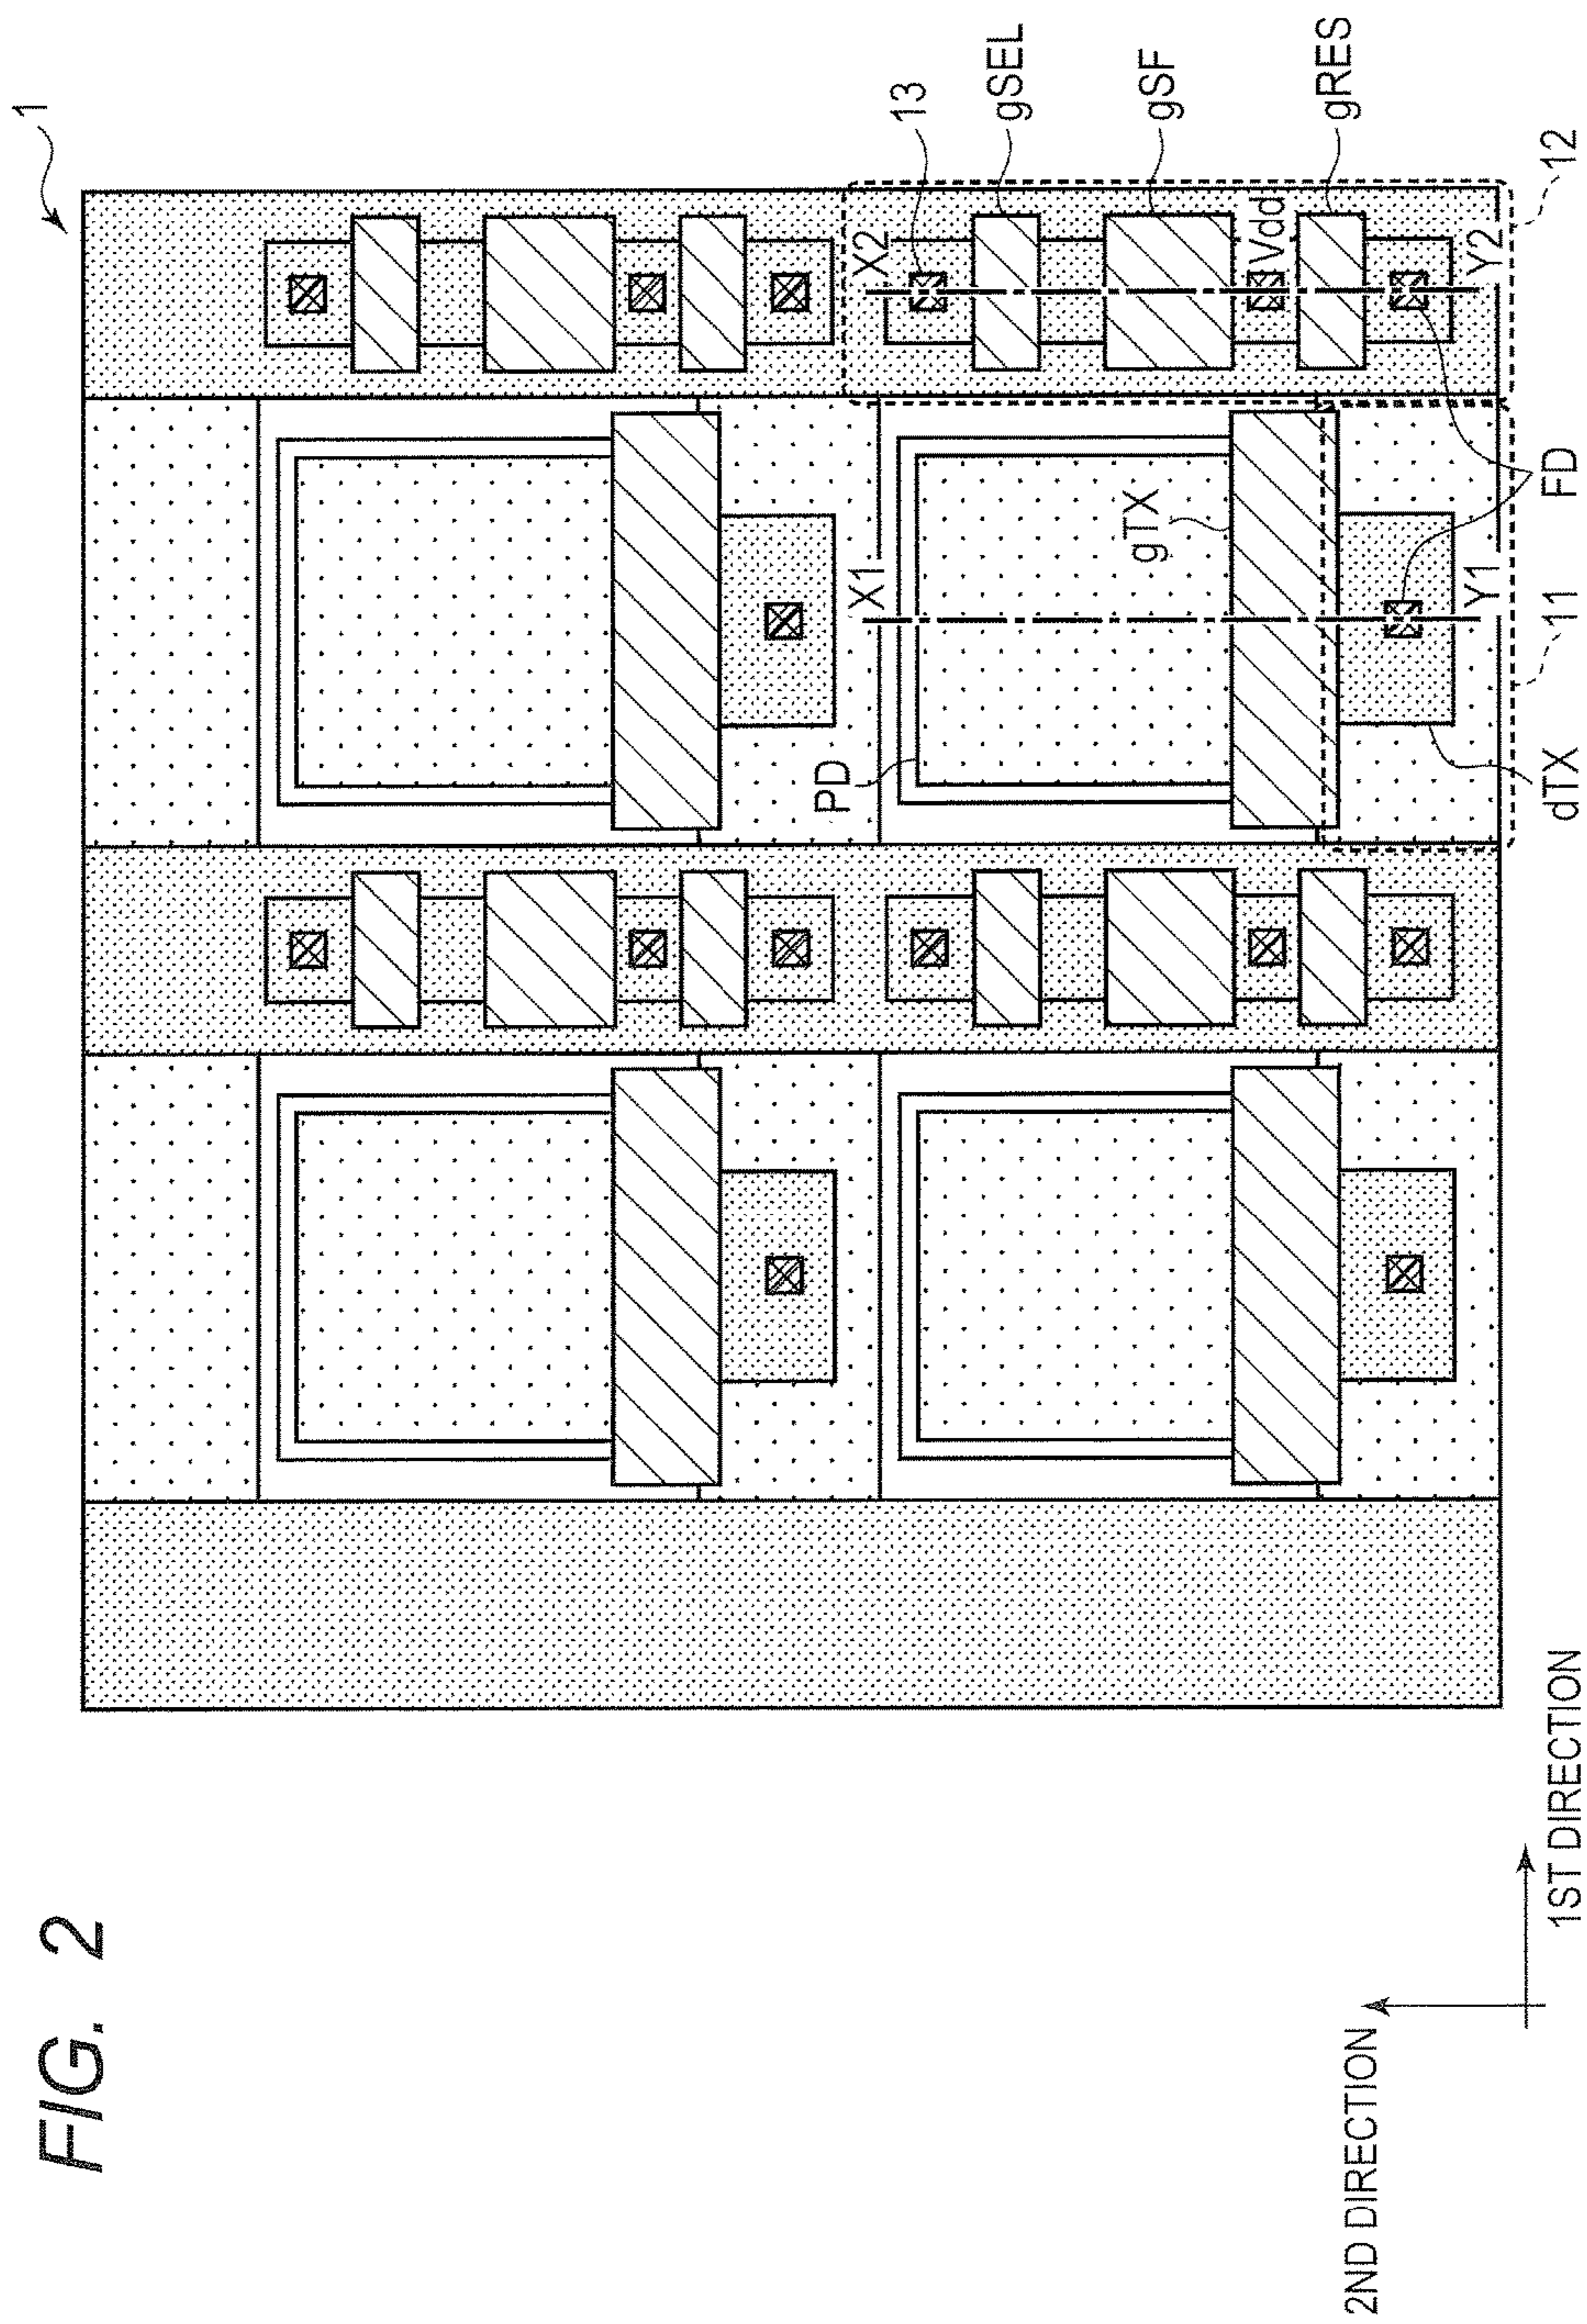 FIG. 2
1
13
gSEL
gSF
gRES
12
X2
Vdd
Y2
X1
gTX
PD
Y1
FD
11
dTX
1ST DIRECTION
2ND DIRECTION